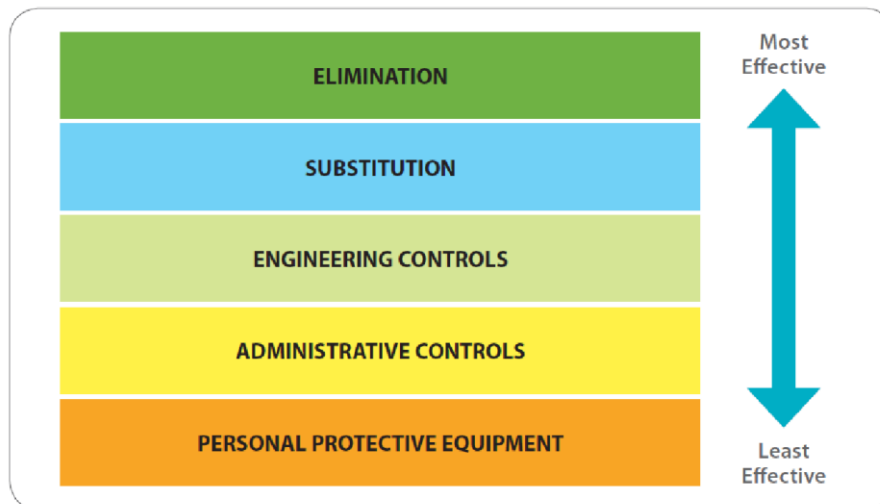 Most
Effective
ELIMINATION
SUBSTITUTION
ENGINEERING CONTROLS
ADMINISTRATIVE CONTROLS
PERSONAL PROTECTIVE EQUIPMENT
Least
Effective